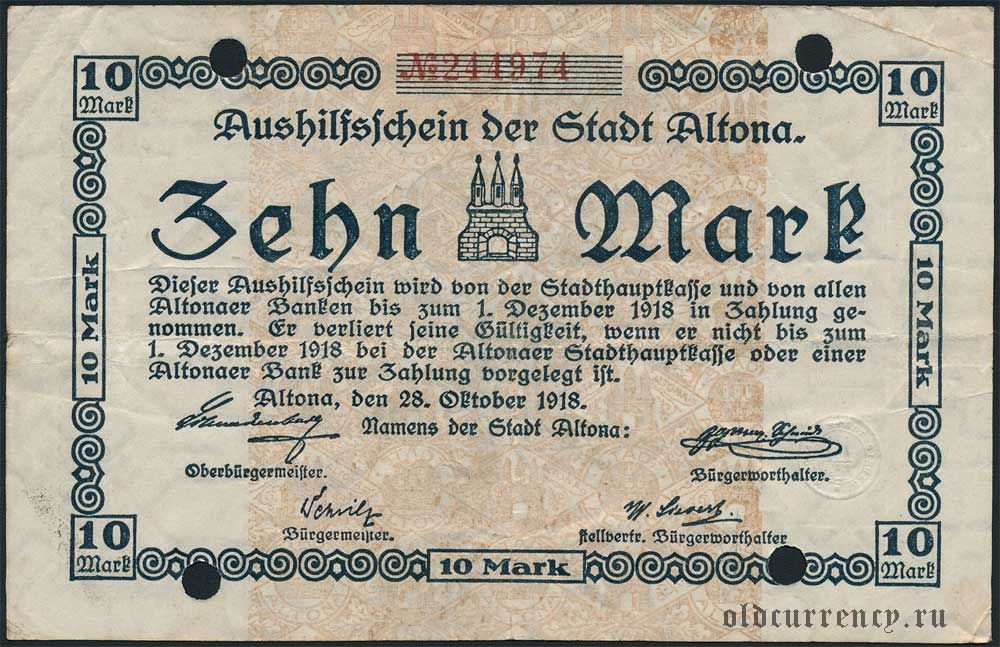 №244974
10 Mark
10 Mark
Aushilfsschein der Stadt Altona.
Zehn Mark
Dieser Aushilfsschein wird von der Stadthauptkasse und von allen
Altonaer Banken bis zum 1. Dezember 1918 in Zahlung ge-
nommen. Er verliert seine Gültigkeit, wenn er nicht bis zum
1. Dezember 1918 bei der Altonaer Stadthauptkasse oder einer
Altonaer Bank zur Zahlung vorgelegt ist.
10 Mark
10 Mark
Altona, den 28. Oktober 1918.
Namens der Stadt Altona:
Oberbürgermeister.
Bürgerworthalter.
Bürgermeister.
stellvertr. Bürgerworthalter
10 Mark
10 Mark
10 Mark
oldcurrency.ru